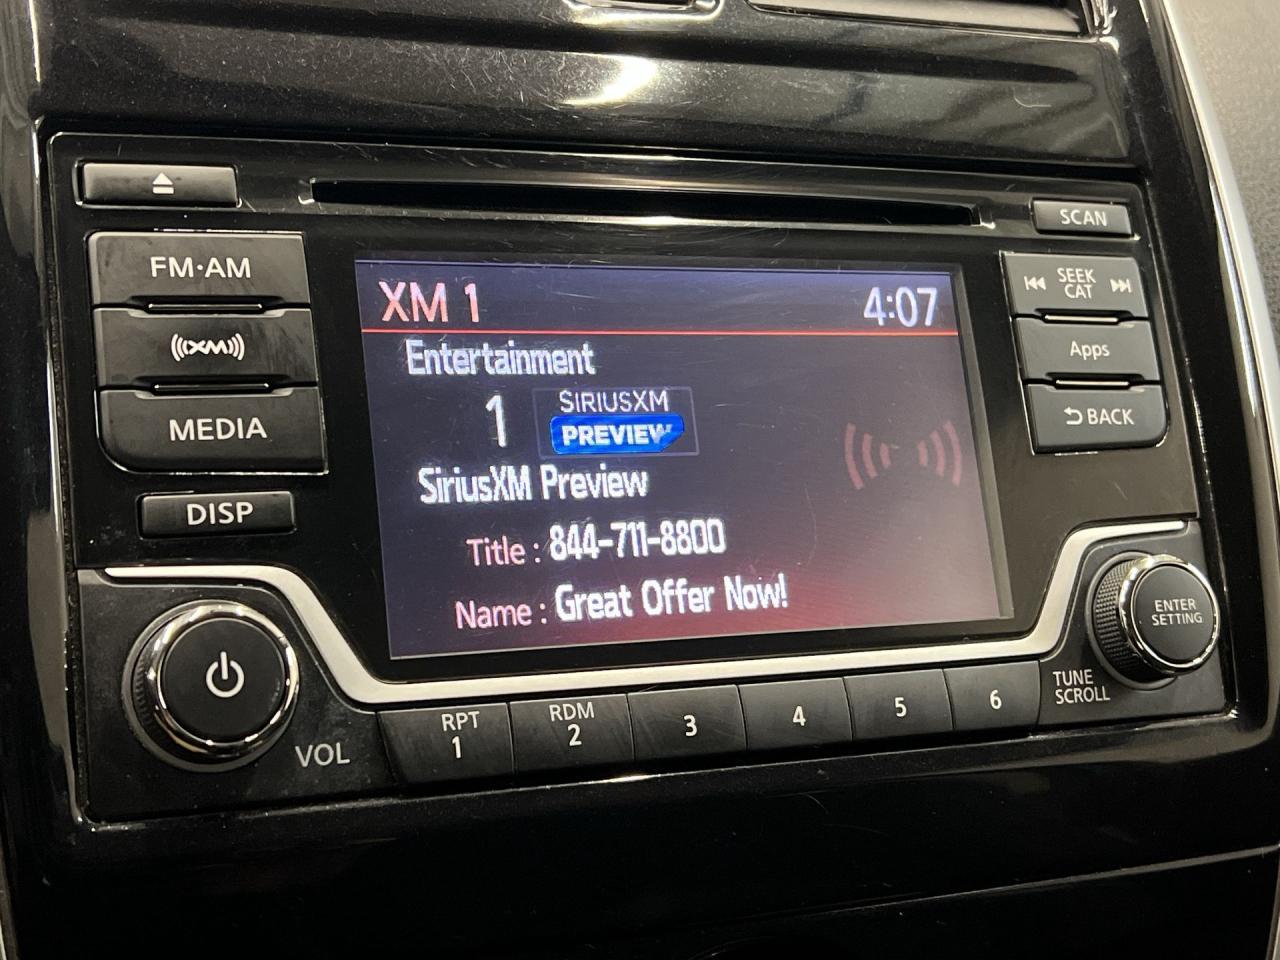 SCAN
FM·AM
XM
MEDIA
DISP
XM 1
4:07
Entertainment
1
SIRIUSXM
PREVIEW
SiriusXM Preview
Title : 844-711-8800
Name : Great Offer Now!
SEEK
CAT
Apps
BACK
VOL
RPT
1
RDM
2
3
4
5
6
TUNE
SCROLL
ENTER
SETTING